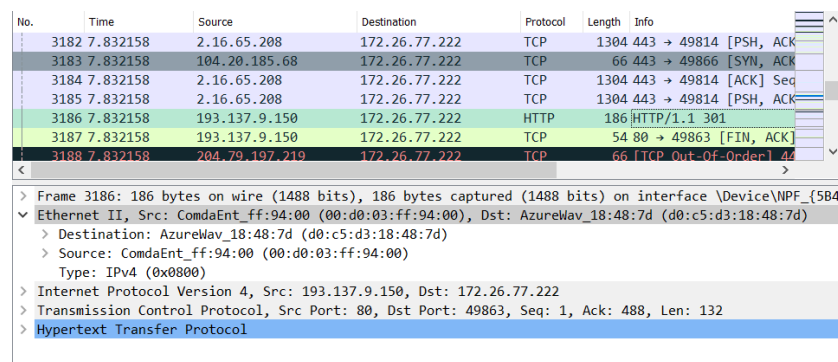 No. Time Source Destination Protocol Length Info
3182 7.832158 2.16.65.208 172.26.77.222 TCP 1304 443 → 49814 [PSH, ACK
3183 7.832158 104.20.185.68 172.26.77.222 TCP 66 443 → 49866 [SYN, ACK
3184 7.832158 2.16.65.208 172.26.77.222 TCP 1304 443 → 49814 [ACK] Seq
3185 7.832158 2.16.65.208 172.26.77.222 TCP 1304 443 → 49814 [PSH, ACK
3186 7.832158 193.137.9.150 172.26.77.222 HTTP 186 HTTP/1.1 301
3187 7.832158 193.137.9.150 172.26.77.222 TCP 54 80 → 49863 [FIN, ACK]
3188 7.832158 204.79.197.219 172.26.77.222 TCP 66 [TCP Out-Of-Order] 44
Frame 3186: 186 bytes on wire (1488 bits), 186 bytes captured (1488 bits) on interface \Device\NPF_{5B4
Ethernet II, Src: ComdaEnt_ff:94:00 (00:d0:03:ff:94:00), Dst: AzureWav_18:48:7d (d0:c5:d3:18:48:7d)
Destination: AzureWav_18:48:7d (d0:c5:d3:18:48:7d)
Source: ComdaEnt_ff:94:00 (00:d0:03:ff:94:00)
Type: IPv4 (0x0800)
Internet Protocol Version 4, Src: 193.137.9.150, Dst: 172.26.77.222
Transmission Control Protocol, Src Port: 80, Dst Port: 49863, Seq: 1, Ack: 488, Len: 132
Hypertext Transfer Protocol